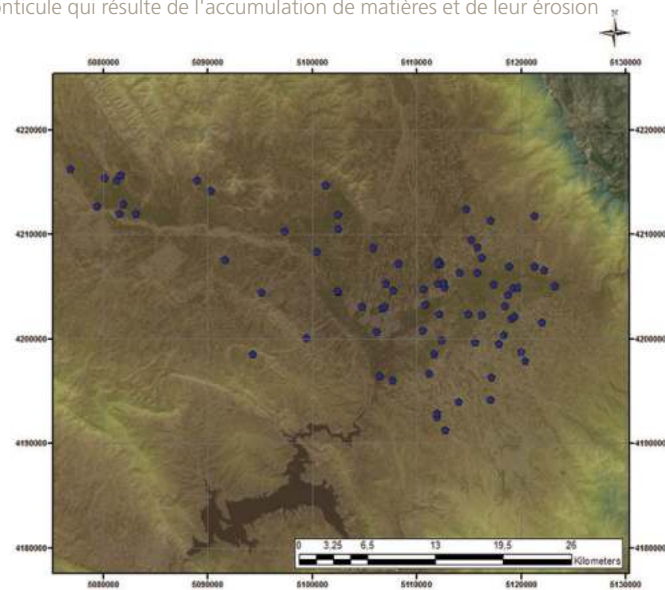 onticule qui résulte de l'accumulation de matières et de leur érosion
N
5080000 5090000 5100000 5110000 5120000 5130000
4220000 4220000
4210000 4210000
4200000 4200000
4190000 4190000
4180000 4180000
0 3.25 6.5 13 19.5 26
Kilometers
5080000 5090000 5100000 5110000 5120000 5130000